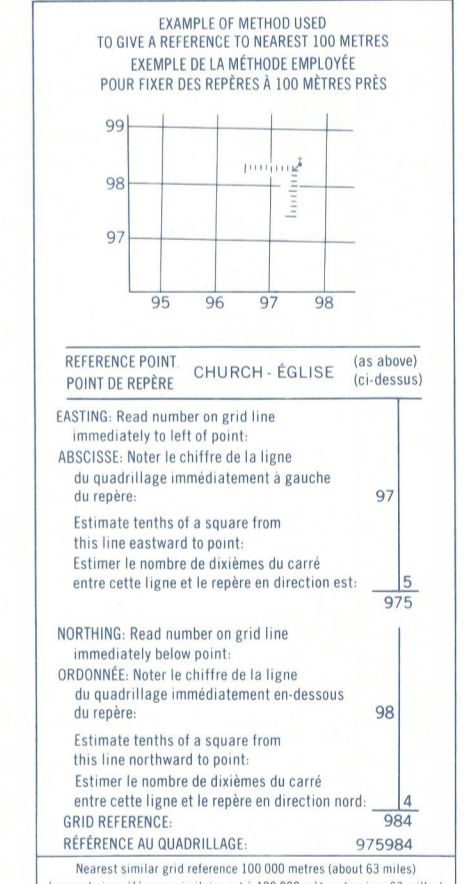 EXAMPLE OF METHOD USED
TO GIVE A REFERENCE TO NEAREST 100 METRES
EXEMPLE DE LA MÉTHODE EMPLOYÉE
POUR FIXER DES REPÈRES À 100 MÈTRES PRÈS
99
98
97
95 96 97 98
REFERENCE POINT
POINT DE REPÈRE
CHURCH - ÉGLISE
(as above)
(ci-dessus)
EASTING: Read number on grid line
immediately to left of point:
ABSCISSE: Noter le chiffre de la ligne
du quadrillage immédiatement à gauche
du repère: 97
Estimate tenths of a square from
this line eastward to point:
Estimer le nombre de dixièmes du carré
entre cette ligne et le repère en direction est: 5
975
NORTHING: Read number on grid line
immediately below point:
ORDONNÉE: Noter le chiffre de la ligne
du quadrillage immédiatement en-dessous
du repère: 98
Estimate tenths of a square from
this line northward to point:
Estimer le nombre de dixièmes du carré
entre cette ligne et le repère en direction nord: 4
GRID REFERENCE: 984
RÉFÉRENCE AU QUADRILLAGE: 975984
Nearest similar grid reference 100 000 metres (about 63 miles)